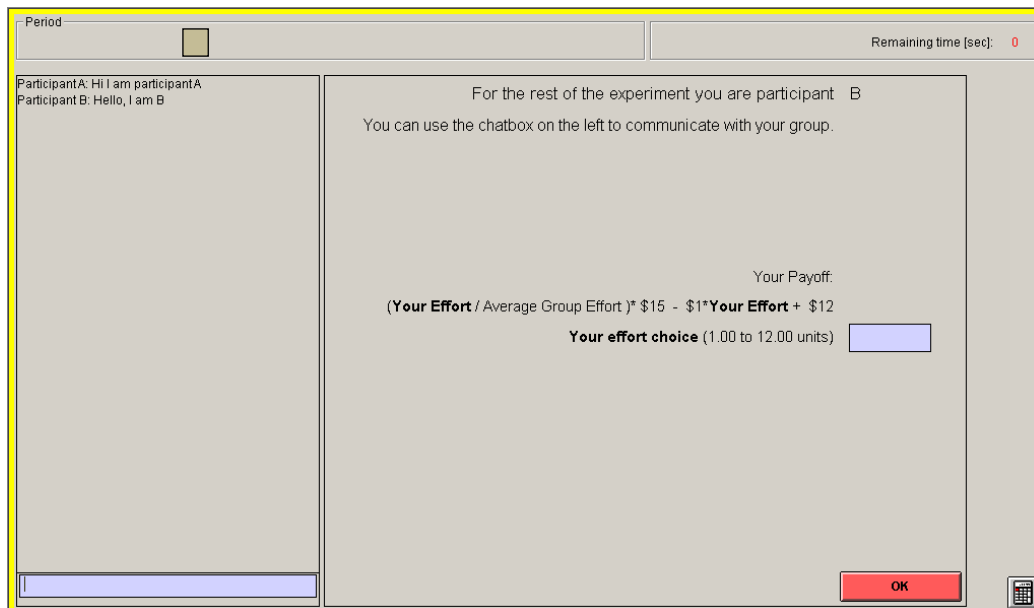 Period
Remaining time [sec]: 0
Participant A: Hi I am participant A
Participant B: Hello, I am B
For the rest of the experiment you are participant B
You can use the chatbox on the left to communicate with your group.
Your Payoff:
(Your Effort / Average Group Effort )* $15 - $1*Your Effort + $12
Your effort choice (1.00 to 12.00 units)
OK